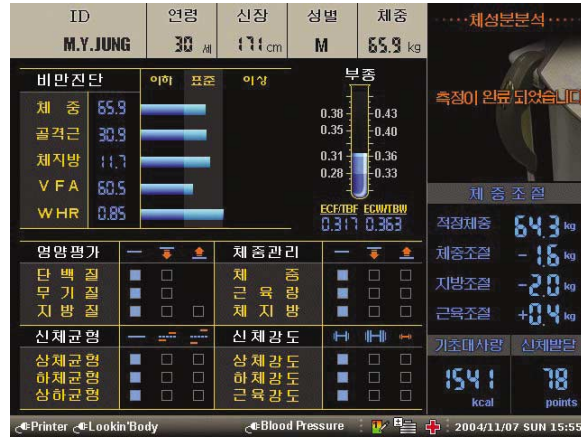 ID 연령 신장 성별 체중
M.Y.JUNG 30 세 171 cm M 65.9 kg
체성분분석
측정이 완료 되었습니다
비만진단 이하 표준 이상 부종
체 중 65.9
골격근 30.9
체지방 11.7
VFA 60.5
WHR 0.85
0.38 0.43
0.35 0.40
0.31 0.36
0.28 0.33
ECF/TBF ECW/TBW
0.317 0.363
체 중 조 절
적정체중 64.3 kg
체중조절 - 1.6 kg
지방조절 -2.0 kg
근육조절 +0.4 kg
영양평가 체중관리
단 백 질 체 중
무 기 질 근 육 량
지 방 질 체 지 방
신체균형 신체강도
상체균형 상체강도
하체균형 하체강도
상하균형 근육강도
기초대사량 신체발달
1541 78
kcal points
Printer Lookin'Body Blood Pressure 2004/11/07 SUN 15:55